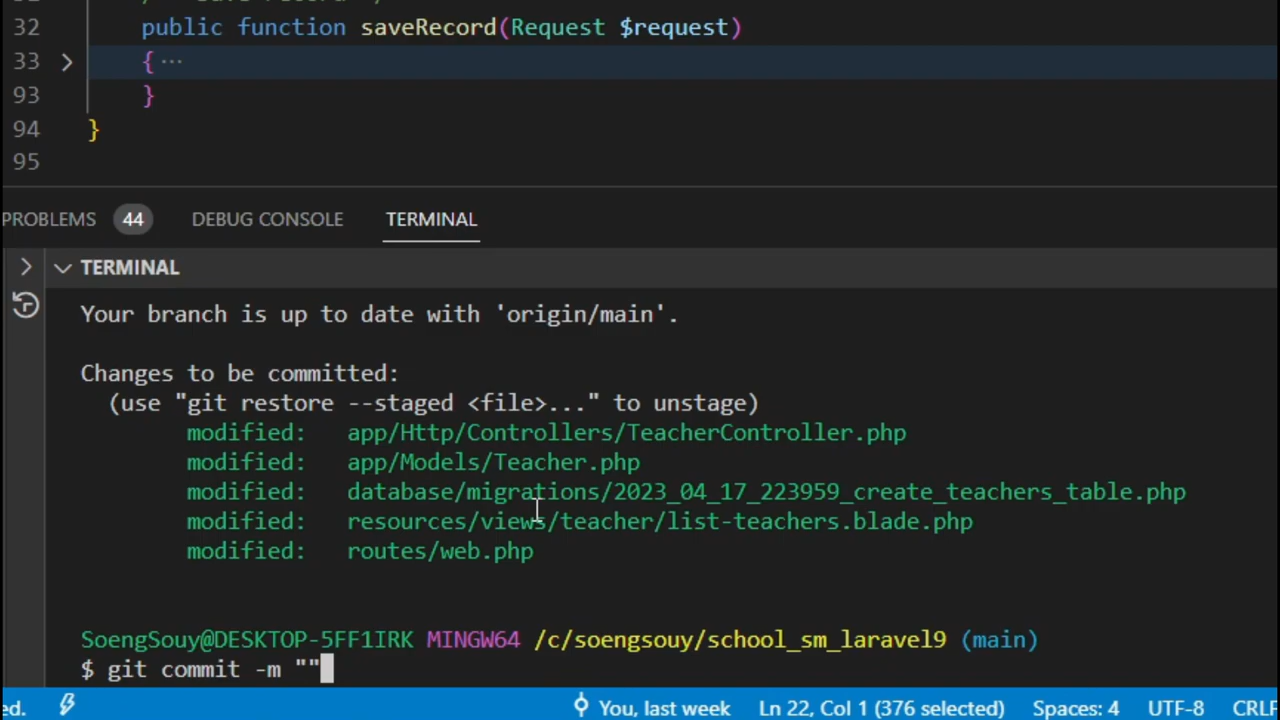 32 public function saveRecord(Request $request)
33 > { ···
93 }
94 }
95
PROBLEMS 44 DEBUG CONSOLE TERMINAL
TERMINAL
Your branch is up to date with 'origin/main'.
Changes to be committed:
(use "git restore --staged <file>..." to unstage)
modified: app/Http/Controllers/TeacherController.php
modified: app/Models/Teacher.php
modified: database/migrations/2023_04_17_223959_create_teachers_table.php
modified: resources/views/teacher/list-teachers.blade.php
modified: routes/web.php
SoengSouy@DESKTOP-5FF1IRK MINGW64 /c/soengsouy/school_sm_laravel9 (main)
$ git commit -m ""
ed. You, last week Ln 22, Col 1 (376 selected) Spaces: 4 UTF-8 CRLF